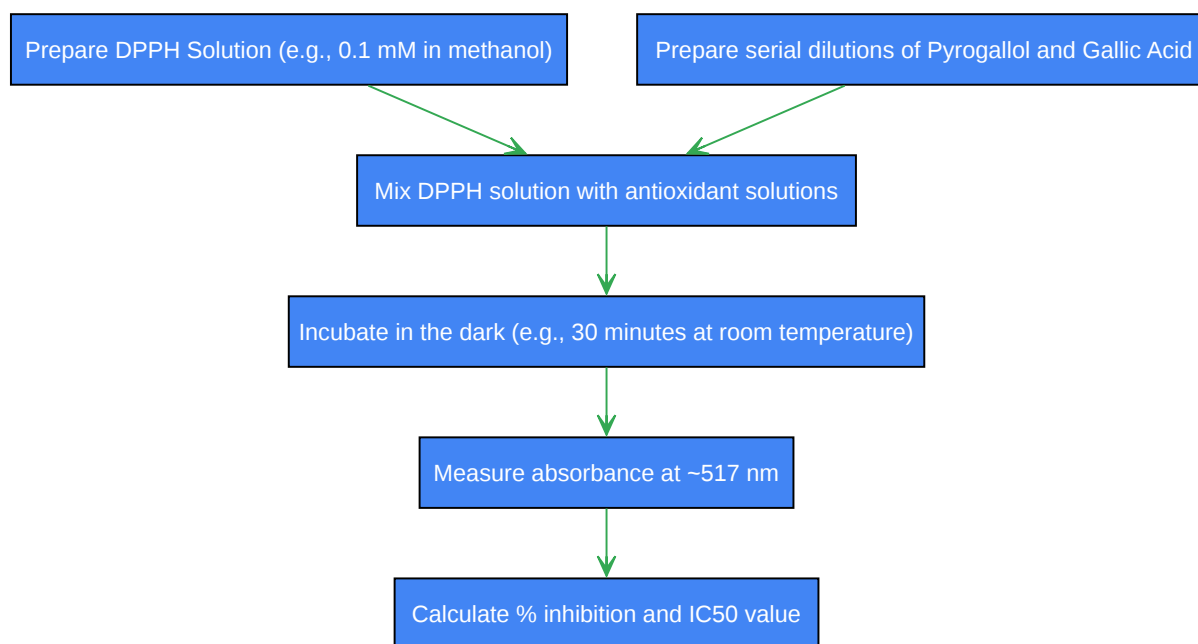 Prepare DPPH Solution (e.g., 0.1 mM in methanol)
Prepare serial dilutions of Pyrogallol and Gallic Acid
Mix DPPH solution with antioxidant solutions
Incubate in the dark (e.g., 30 minutes at room temperature)
Measure absorbance at ~517 nm
Calculate % inhibition and IC50 value